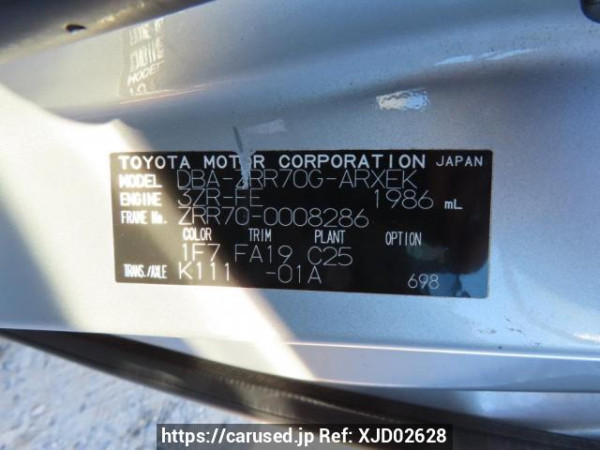 TOYOTA MOTOR CORPORATION JAPAN
MODEL DBA-ZRR70G-ARXEK
ENGINE 3ZR-FE 1986 mL
FRAME No. ZRR70-0008286
COLOR TRIM PLANT OPTION
1F7 FA19 C25
TRANS./AXLE K111 -01A
698
https://carused.jp Ref: XJD02628